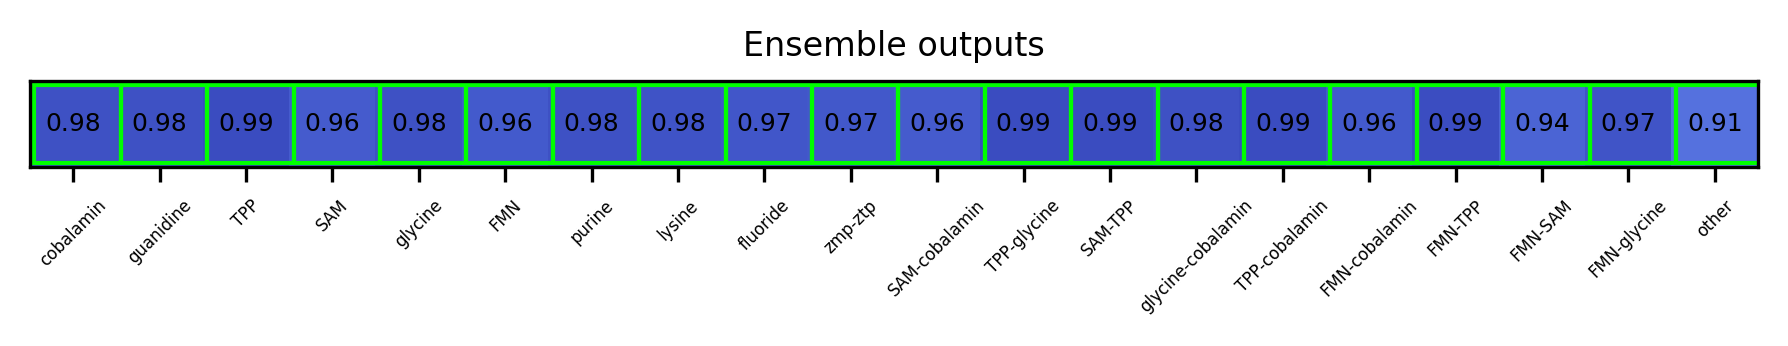 Ensemble outputs
0.98 0.98 0.99 0.96 0.98 0.96 0.98 0.98 0.97 0.97 0.96 0.99 0.99 0.98 0.99 0.96 0.99 0.94 0.97 0.91
cobalamin guanidine TPP SAM glycine FMN purine lysine fluoride zmp-ztp SAM-cobalamin TPP-glycine SAM-TPP glycine-cobalamin TPP-cobalamin FMN-cobalamin FMN-TPP FMN-SAM FMN-glycine other